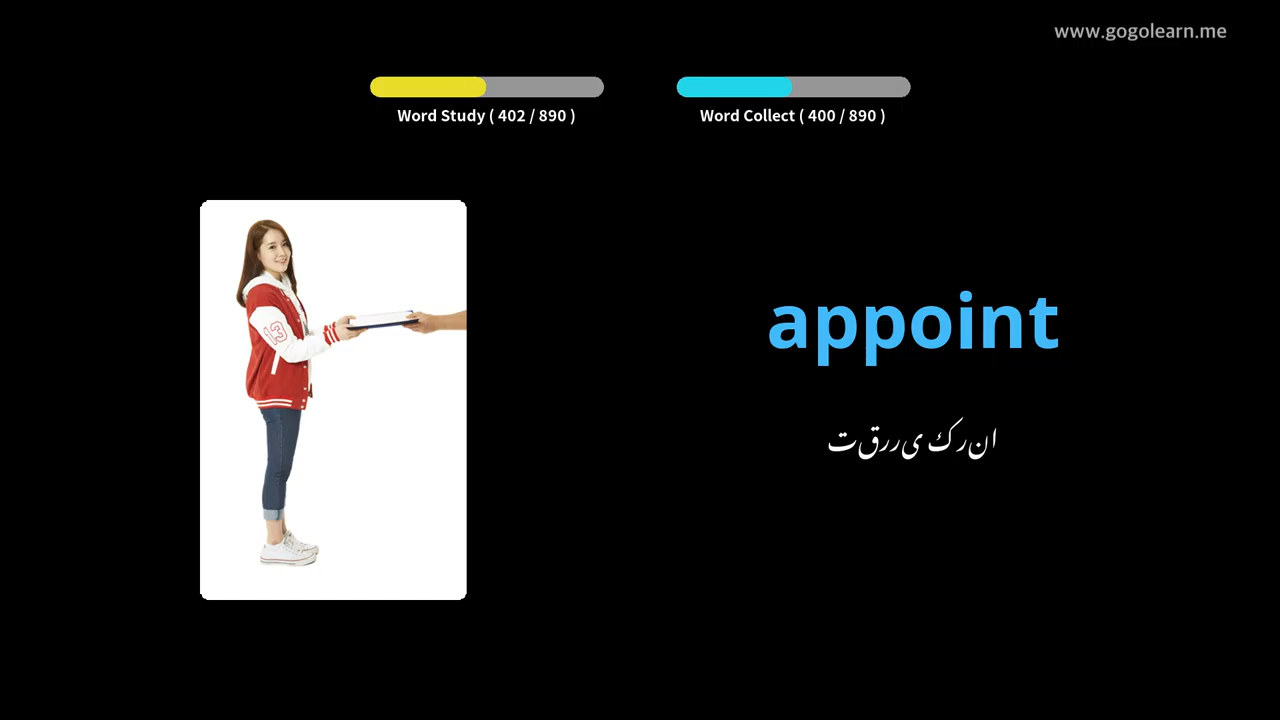 www.gogolearn.me
Word Study ( 402 / 890 )
Word Collect ( 400 / 890 )
13
appoint
تقرری کرنا